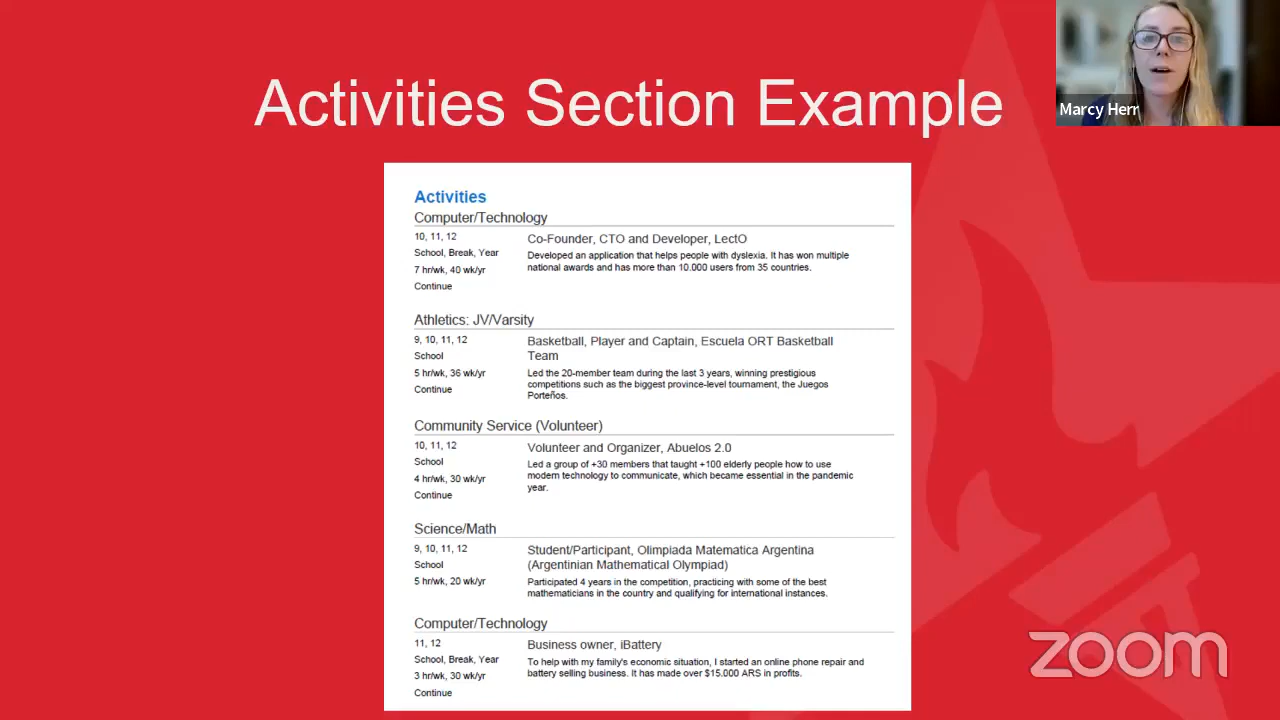 Activities Section Example
Marcy Herr
Activities
Computer/Technology
10, 11, 12
School, Break, Year
7 hr/wk, 40 wk/yr
Continue
Co-Founder, CTO and Developer, LectO
Developed an application that helps people with dyslexia. It has won multiple
national awards and has more than 10.000 users from 35 countries.
Athletics: JV/Varsity
9, 10, 11, 12
School
5 hr/wk, 36 wk/yr
Continue
Basketball, Player and Captain, Escuela ORT Basketball
Team
Led the 20-member team during the last 3 years, winning prestigious
competitions such as the biggest province-level tournament, the Juegos
Porteños.
Community Service (Volunteer)
10, 11, 12
School
4 hr/wk, 30 wk/yr
Continue
Volunteer and Organizer, Abuelos 2.0
Led a group of +30 members that taught +100 elderly people how to use
modern technology to communicate, which became essential in the pandemic
year.
Science/Math
9, 10, 11, 12
School
5 hr/wk, 20 wk/yr
Student/Participant, Olimpiada Matematica Argentina
(Argentinian Mathematical Olympiad)
Participated 4 years in the competition, practicing with some of the best
mathematicians in the country and qualifying for international instances.
Computer/Technology
11, 12
School, Break, Year
3 hr/wk, 30 wk/yr
Continue
Business owner, iBattery
To help with my family's economic situation, I started an online phone repair and
battery selling business. It has made over $15.000 ARS in profits.
zoom